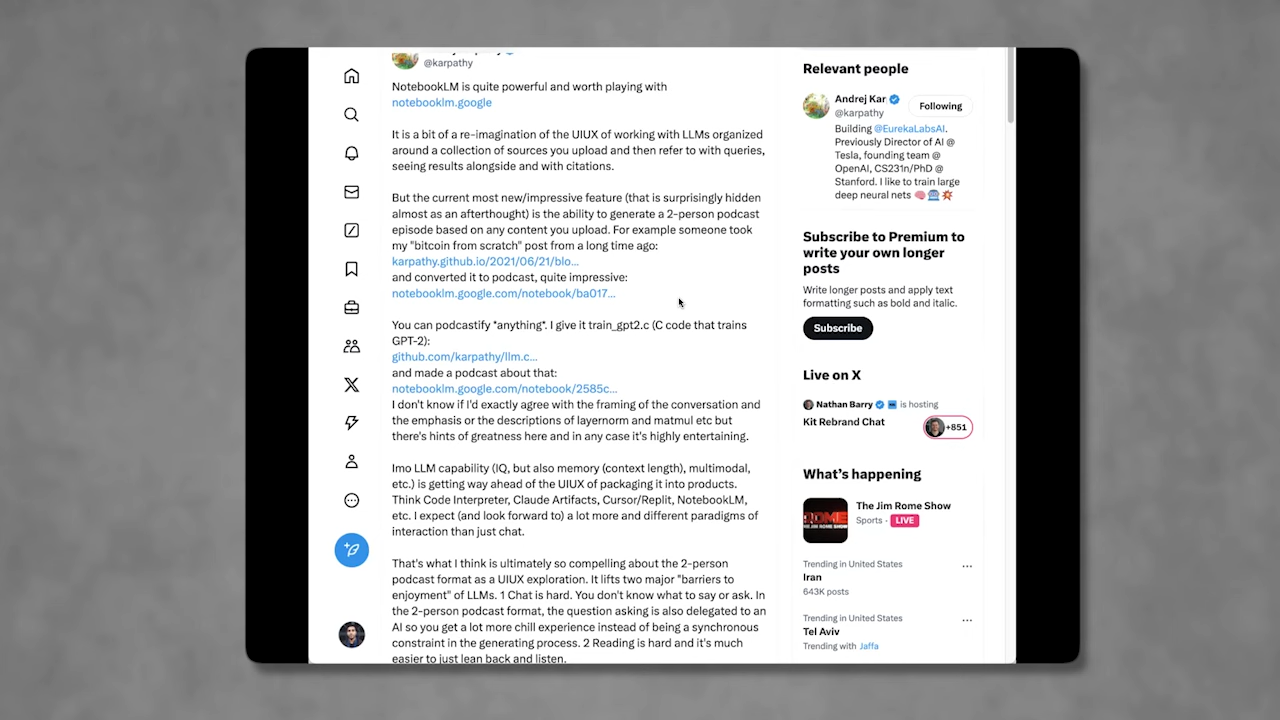 @karpathy
NotebookLM is quite powerful and worth playing with
notebooklm.google
It is a bit of a re-imagination of the UIUX of working with LLMs organized
around a collection of sources you upload and then refer to with queries,
seeing results alongside and with citations.
But the current most new/impressive feature (that is surprisingly hidden
almost as an afterthought) is the ability to generate a 2-person podcast
episode based on any content you upload. For example someone took
my "bitcoin from scratch" post from a long time ago:
karpathy.github.io/2021/06/21/blo...
and converted it to podcast, quite impressive:
notebooklm.google.com/notebook/ba017...
You can podcastify *anything*. I give it train_gpt2.c (C code that trains
GPT-2):
github.com/karpathy/llm.c...
and made a podcast about that:
notebooklm.google.com/notebook/2585c...
I don't know if I'd exactly agree with the framing of the conversation and
the emphasis or the descriptions of layernorm and matmul etc but
there's hints of greatness here and in any case it's highly entertaining.
Imo LLM capability (IQ, but also memory (context length), multimodal,
etc.) is getting way ahead of the UIUX of packaging it into products.
Think Code Interpreter, Claude Artifacts, Cursor/Replit, NotebookLM,
etc. I expect (and look forward to) a lot more and different paradigms of
interaction than just chat.
That's what I think is ultimately so compelling about the 2-person
podcast format as a UIUX exploration. It lifts two major "barriers to
enjoyment" of LLMs. 1 Chat is hard. You don't know what to say or ask. In
the 2-person podcast format, the question asking is also delegated to an
AI so you get a lot more chill experience instead of being a synchronous
constraint in the generating process. 2 Reading is hard and it's much
easier to just lean back and listen.
Relevant people
Andrej Kar
@karpathy
Following
Building @EurekaLabsAI.
Previously Director of AI @
Tesla, founding team @
OpenAI, CS231n/PhD @
Stanford. I like to train large
deep neural nets
Subscribe to Premium to
write your own longer
posts
Write longer posts and apply text
formatting such as bold and italic.
Subscribe
Live on X
Nathan Barry is hosting
Kit Rebrand Chat
+851
What's happening
ROME
THE JIM ROME SHOW
The Jim Rome Show
Sports · LIVE
Trending in United States
Iran
643K posts
Trending in United States
Tel Aviv
Trending with Jaffa